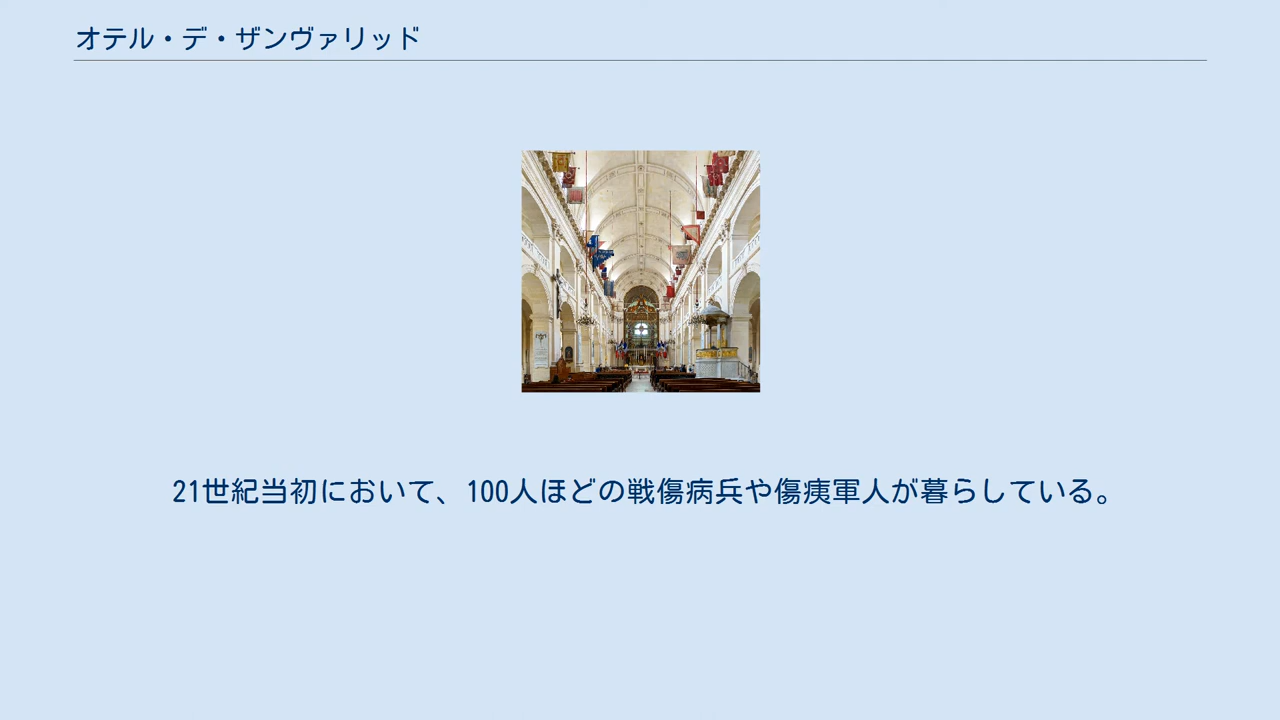 オテル・デ・ザンヴァリッド
21世紀当初において、100人ほどの戦傷病兵や傷痍軍人が暮らしている。